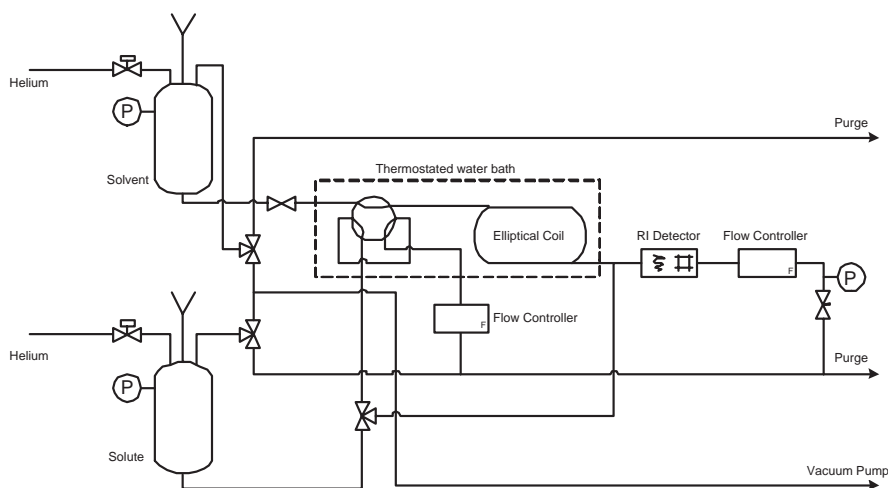 Helium
P
Solvent
Purge
Thermostated water bath
Elliptical Coil
RI Detector
Flow Controller
F
P
Flow Controller
F
Helium
Purge
P
Solute
Vacuum Pump